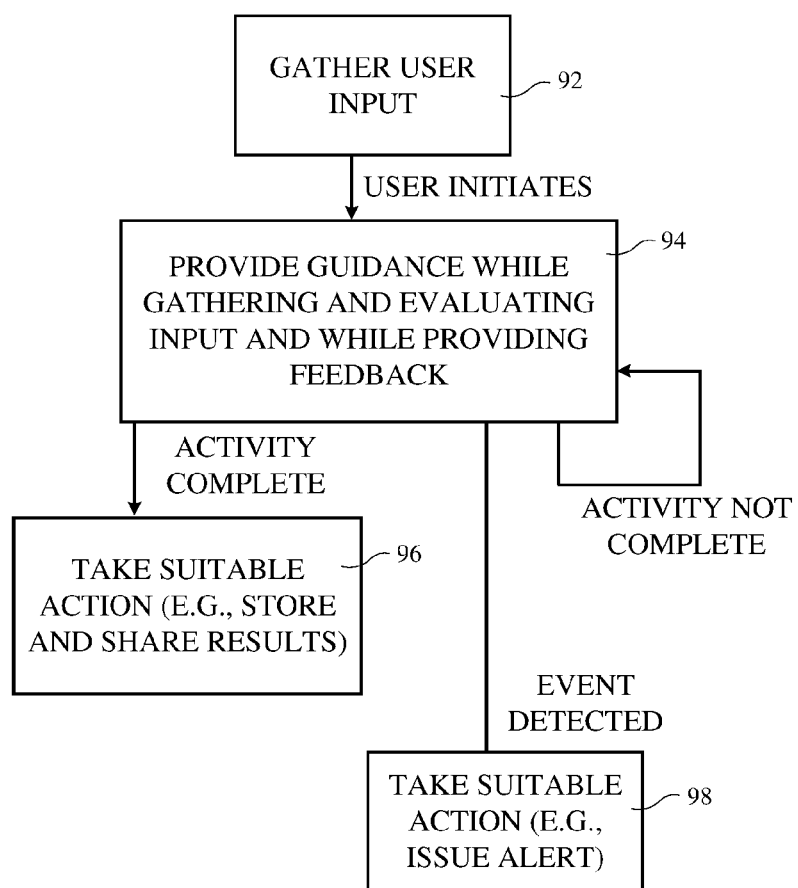 GATHER USER
INPUT
92
USER INITIATES
94
PROVIDE GUIDANCE WHILE
GATHERING AND EVALUATING
INPUT AND WHILE PROVIDING
FEEDBACK
ACTIVITY
COMPLETE
ACTIVITY NOT
COMPLETE
96
TAKE SUITABLE
ACTION (E.G., STORE
AND SHARE RESULTS)
EVENT
DETECTED
TAKE SUITABLE
ACTION (E.G.,
ISSUE ALERT)
98